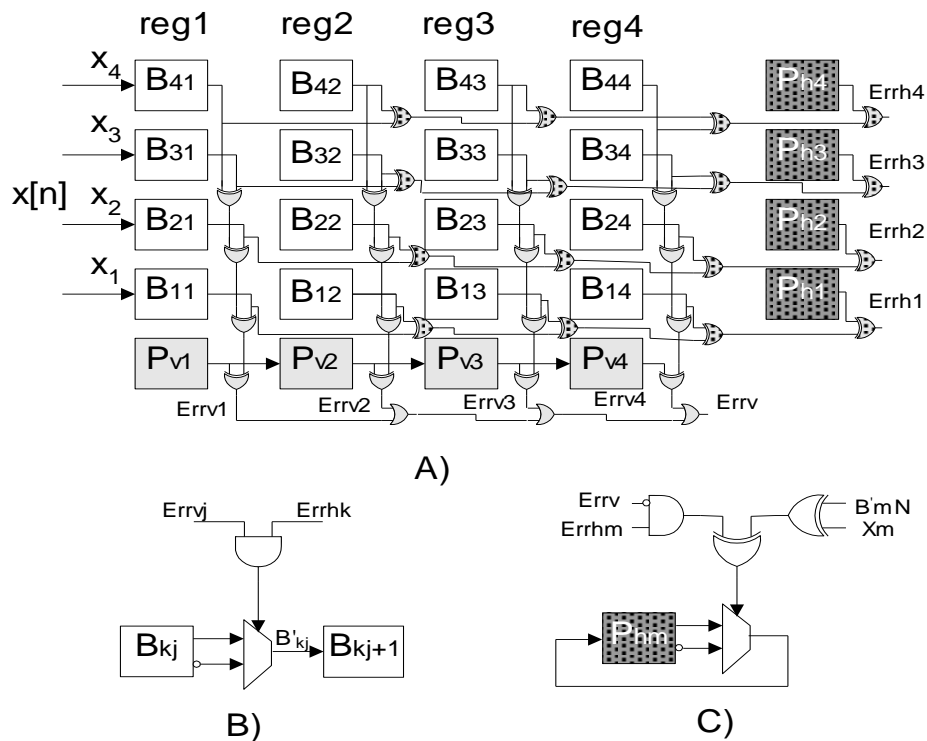 reg1 reg2 reg3 reg4
x4 B41 B42 B43 B44 Ph4 Errh4
x3 B31 B32 B33 B34 Ph3 Errh3
x[n]
x2 B21 B22 B23 B24 Ph2 Errh2
x1 B11 B12 B13 B14 Ph1 Errh1
Pv1 Pv2 Pv3 Pv4
Errv1 Errv2 Errv3 Errv4 Errv
A)
Errvj Errhk
Bkj B'kj Bkj+1
B)
Errv B'mN
Errhm Xm
Phm
C)